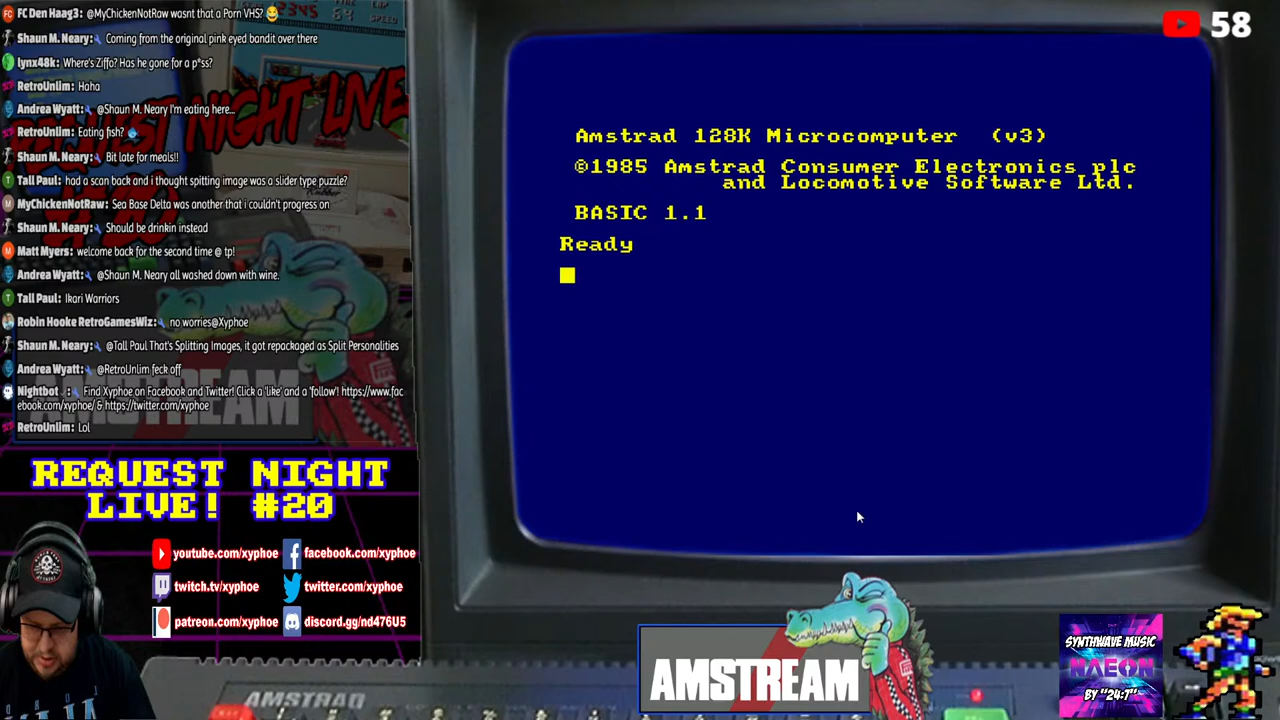 FC Den Haag3: @MyChickenNotRaw wasnt that a Porn VHS?
Shaun M. Neary: Coming from the original pink eyed bandit over there
lynx48k: Where's Ziffo? Has he gone for a p*ss?
RetroUnlim: Haha
Andrea Wyatt: @Shaun M. Neary I'm eating here...
RetroUnlim: Eating fish?
Shaun M. Neary: Bit late for meals!!
Tall Paul: had a scan back and i thought spitting image was a slider type puzzle?
MyChickenNotRaw: Sea Base Delta was another that i couldn't progress on
Shaun M. Neary: Should be drinkin instead
Matt Myers: welcome back for the second time @ tp!
Andrea Wyatt: @Shaun M. Neary all washed down with wine.
Tall Paul: Ikari Warriors
Robin Hooke RetroGamesWiz: no worries@Xyphoe
Shaun M. Neary: @Tall Paul That's Splitting Images, it got repackaged as Split Personalities
Andrea Wyatt: @RetroUnlim feck off
Nightbot: Find Xyphoe on Facebook and Twitter! Click a 'like' and a 'follow'! https://www.fac
ebook.com/xyphoe/ & https://twitter.com/xyphoe
RetroUnlim: Lol
REQUEST NIGHT LIVE
AMSTREAM
REQUEST NIGHT
LIVE! #20
youtube.com/xyphoe
facebook.com/xyphoe
twitch.tv/xyphoe
twitter.com/xyphoe
patreon.com/xyphoe
discord.gg/nd476U5
58
Amstrad 128K Microcomputer (v3)
©1985 Amstrad Consumer Electronics plc
and Locomotive Software Ltd.
BASIC 1.1
Ready
AMSTRAD
AMSTREAM
SYNTHWAVE MUSIC
HAEON
BY "24:7"